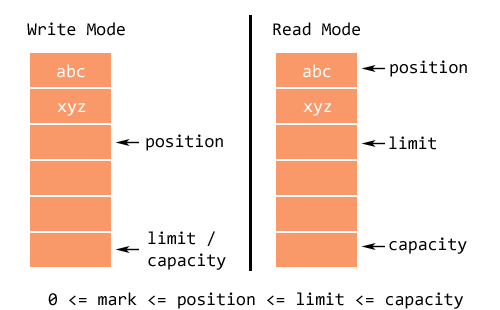 Write Mode
abc
xyz
position
limit /
capacity
Read Mode
abc
xyz
position
limit
capacity
0 <= mark <= position <= limit <= capacity